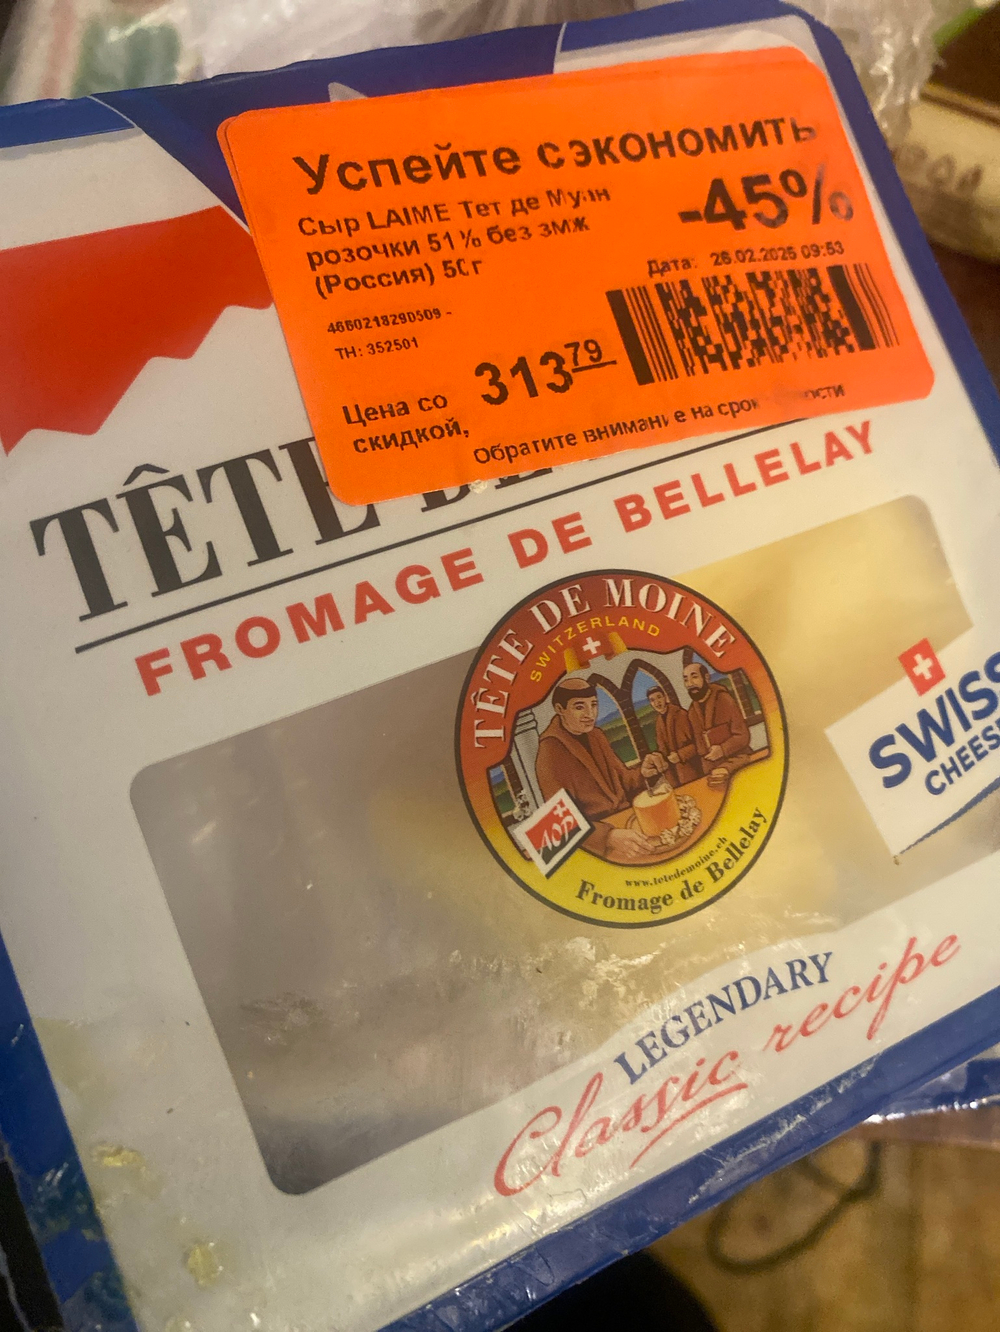 Успейте сэкономить
Сыр LAIME Тет де Муан
розочки 51% без змж
(Россия) 50г
-45%
Дата: 26.02.2025 09:53
4660218290509 -
ТН: 352501
Цена со
скидкой,
313 79
Обратите внимание на срок
TÊTE DE
FROMAGE DE BELLELAY
TÊTE DE MOINE
SWITZERLAND
AOP
www.tetedemoine.ch
Fromage de Bellelay
SWISS
CHEESE
LEGENDARY
Classic recipe